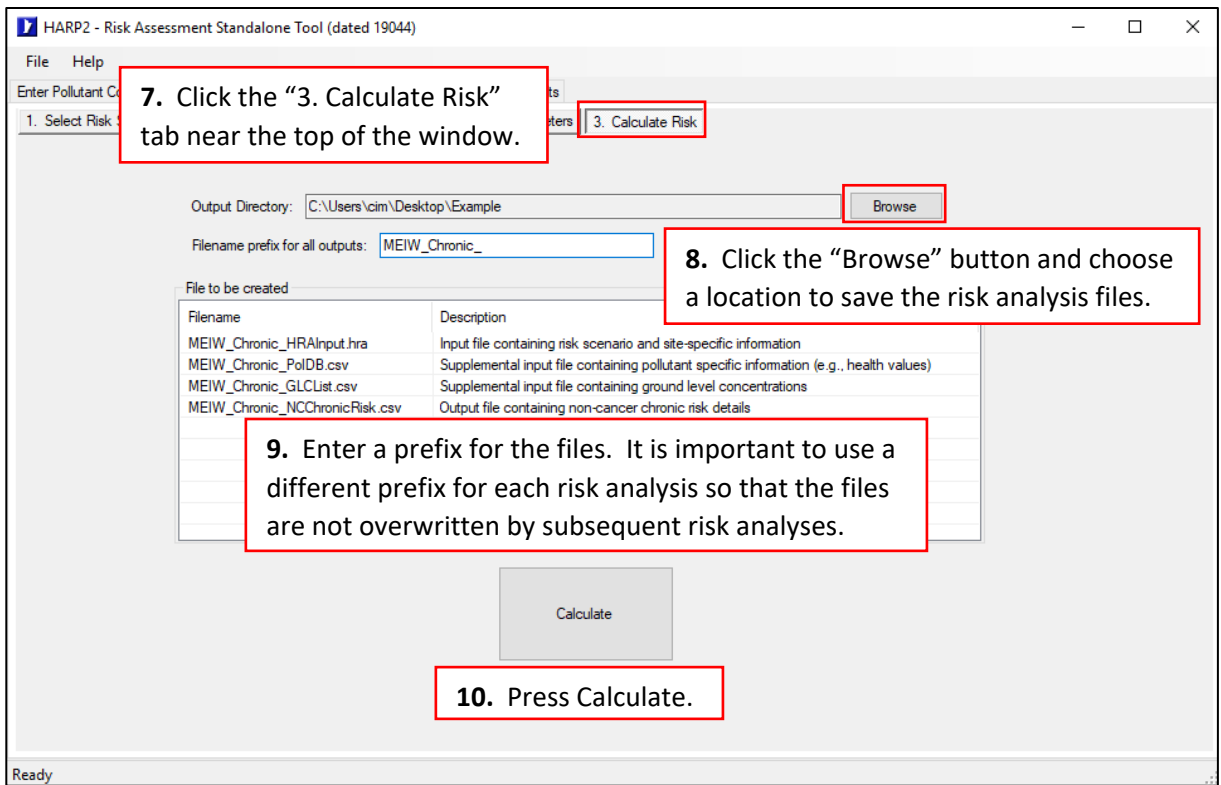 HARP2 - Risk Assessment Standalone Tool (dated 19044)
File Help
Enter Pollutant
7. Click the “3. Calculate Risk”
tab near the top of the window.
1. Select Risk
3. Calculate Risk
Output Directory: C:\Users\cim\Desktop\Example Browse
Filename prefix for all outputs: MEIW_Chronic_
8. Click the “Browse” button and choose
a location to save the risk analysis files.
File to be created
Filename Description
MEIW_Chronic_HRAInput.hra Input file containing risk scenario and site-specific information
MEIW_Chronic_PolDB.csv Supplemental input file containing pollutant specific information (e.g., health values)
MEIW_Chronic_GLCList.csv Supplemental input file containing ground level concentrations
MEIW_Chronic_NCChronicRisk.csv Output file containing non-cancer chronic risk details
9. Enter a prefix for the files. It is important to use a
different prefix for each risk analysis so that the files
are not overwritten by subsequent risk analyses.
Calculate
10. Press Calculate.
Ready